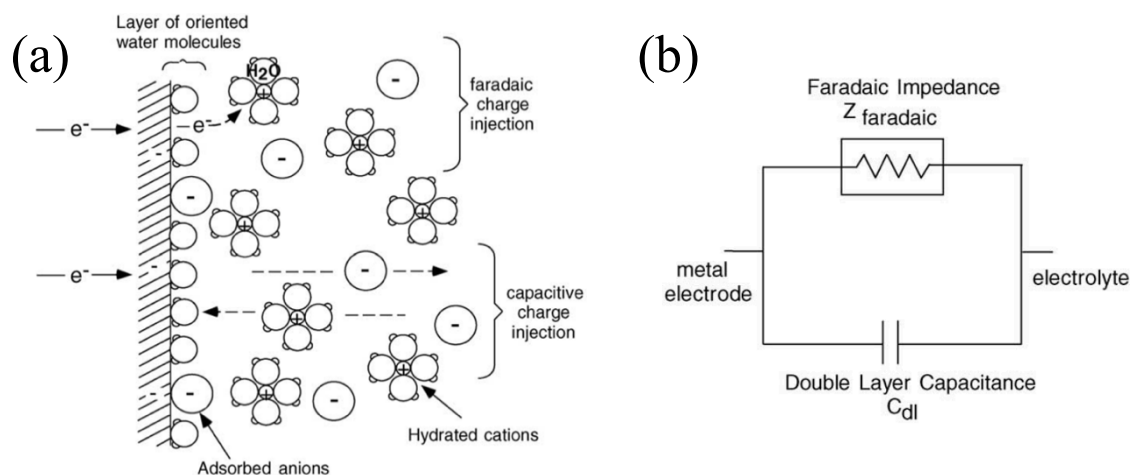 (a)
Layer of oriented
water molecules
H2O
-
faradaic
charge
injection
e-
e-
+
-
-
+
+
+
e-
-
capacitive
charge
injection
+
-
+
+
-
-
Hydrated cations
Adsorbed anions
(b)
Faradaic Impedance
Z faradaic
metal
electrode
electrolyte
Double Layer Capacitance
Cdl